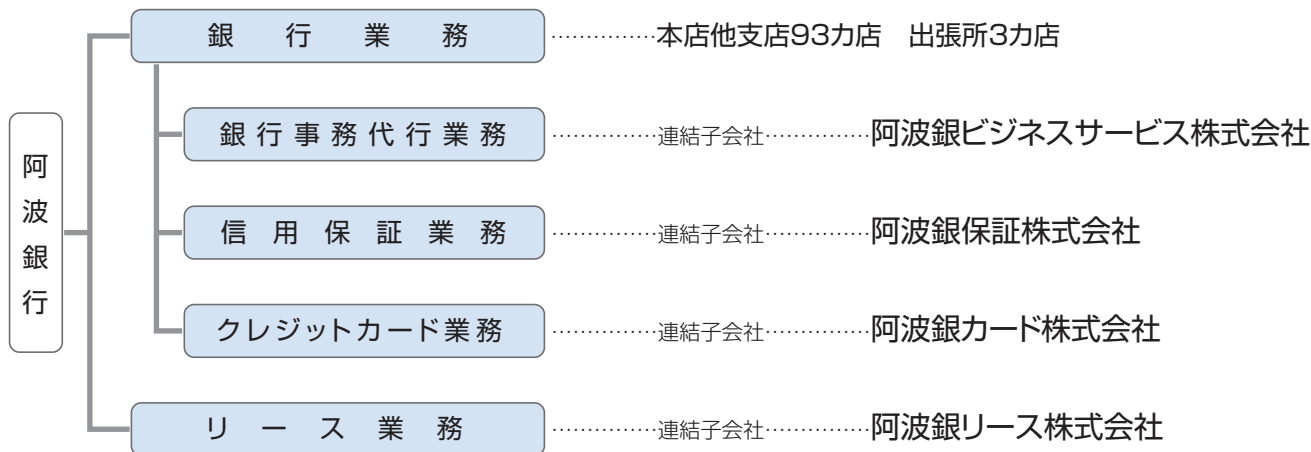 銀行業務 ……………本店他支店93カ店 出張所3カ店
阿波銀行
銀行事務代行業務 ……………連結子会社……………阿波銀ビジネスサービス株式会社
信用保証業務 ……………連結子会社……………阿波銀保証株式会社
クレジットカード業務 ……………連結子会社……………阿波銀カード株式会社
リース業務 ……………連結子会社……………阿波銀リース株式会社